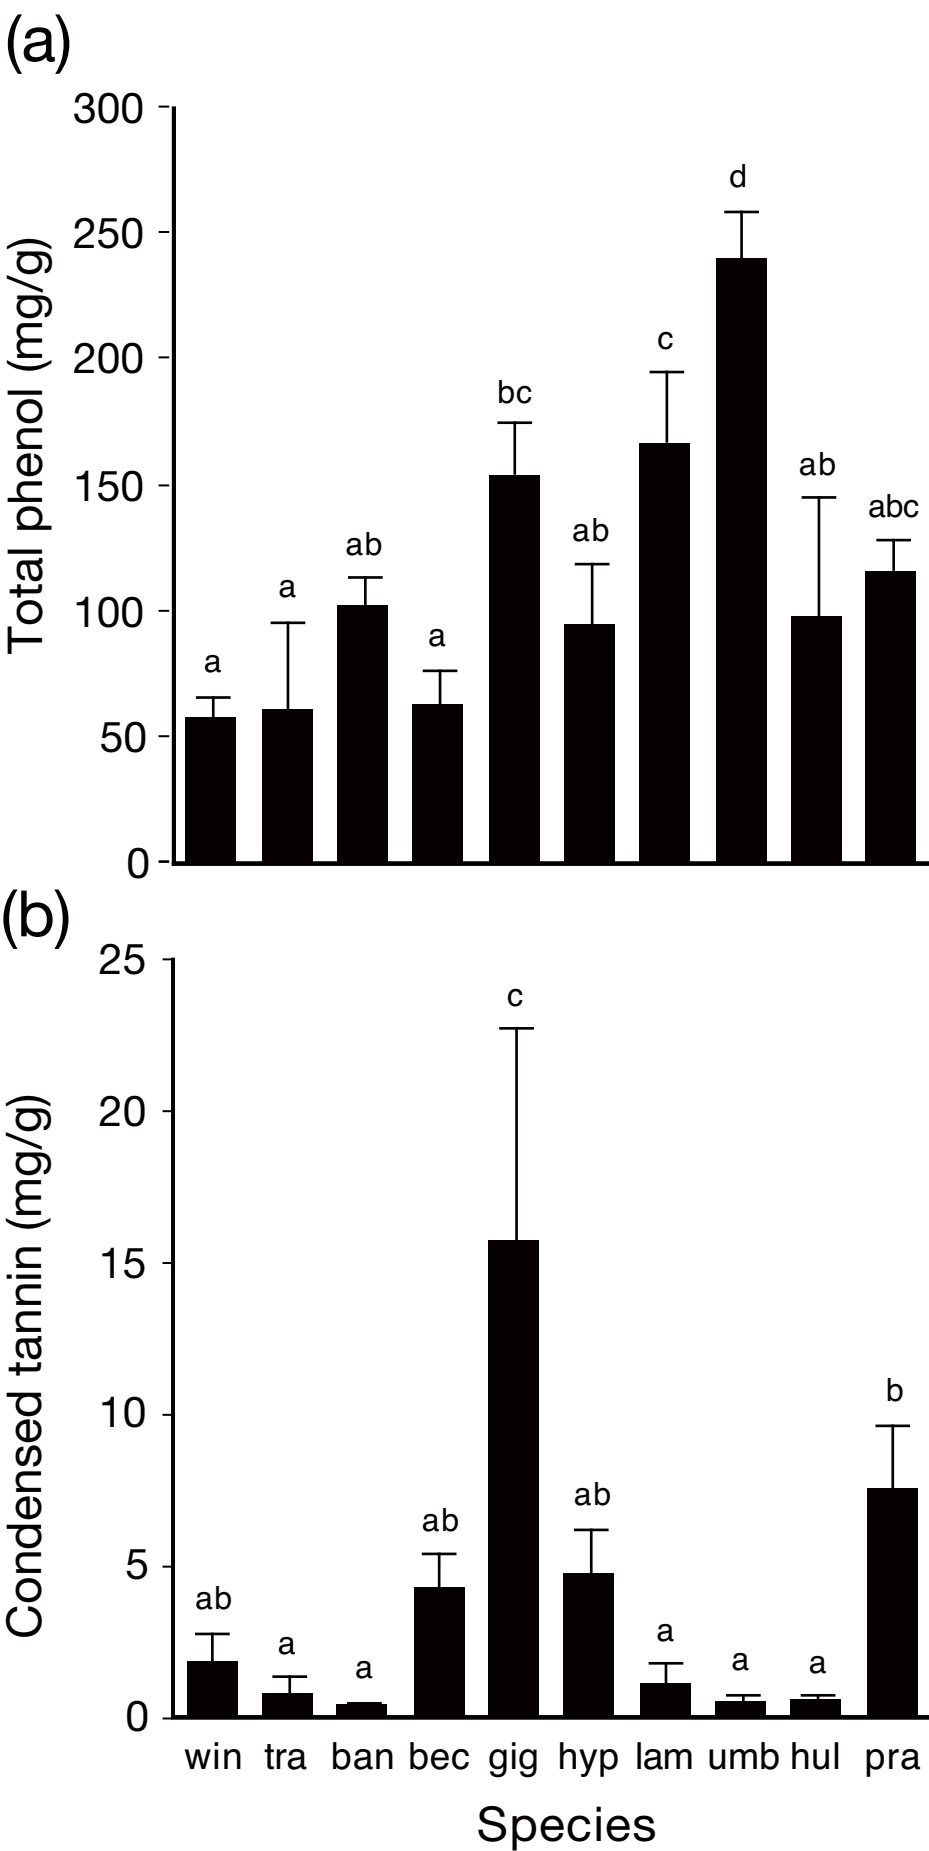 (a)
Total phenol (mg/g)
300
250
200
150
100
50
0
a
a
ab
a
bc
ab
c
d
ab
abc
(b)
Condensed tannin (mg/g)
25
20
15
10
5
0
ab
a
a
ab
c
ab
a
a
a
b
win tra ban bec gig hyp lam umb hul pra
Species